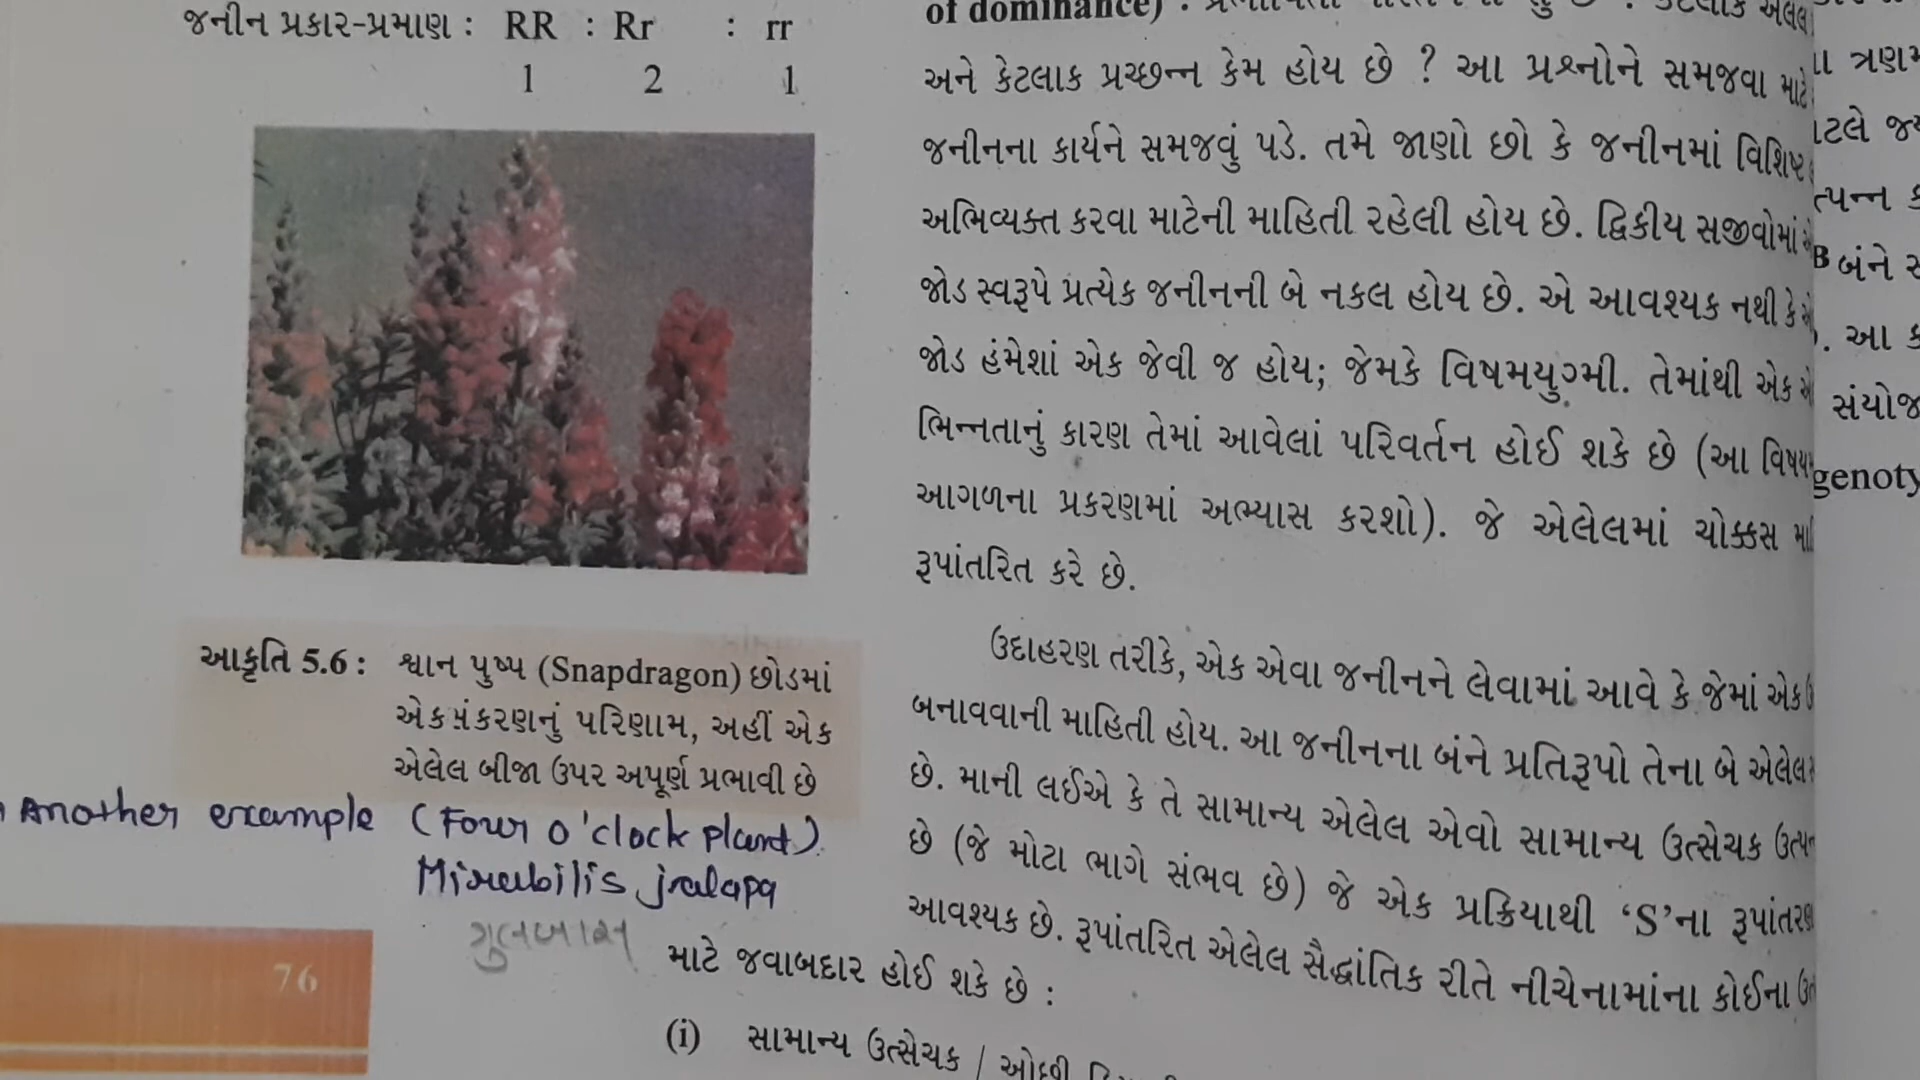 જનીન પ્રકાર-પ્રમાણ : RR : Rr : rr
1 2 1
આકૃતિ 5.6 : શ્વાન પુષ્પ (Snapdragon) છોડમાં
એકસંકરણનું પરિણામ, અહીં એક
એલેલ બીજા ઉપર અપૂર્ણ પ્રભાવી છે
Another example (Four o'clock plant)
Mirabilis jalapa
ગુલબાસ
76
of dominance) :
અને કેટલાક પ્રચ્છન્ન કેમ હોય છે ? આ પ્રશ્નોને સમજવા માટે
જનીનના કાર્યને સમજવું પડે. તમે જાણો છો કે જનીનમાં વિશિષ્ટ
અભિવ્યક્ત કરવા માટેની માહિતી રહેલી હોય છે. દ્વિકીય સજીવોમાં
જોડ સ્વરૂપે પ્રત્યેક જનીનની બે નકલ હોય છે. એ આવશ્યક નથી કે
જોડ હંમેશાં એક જેવી જ હોય; જેમકે વિષમયુગ્મી. તેમાંથી એક
ભિન્નતાનું કારણ તેમાં આવેલાં પરિવર્તન હોઈ શકે છે (આ વિષય
આગળના પ્રકરણમાં અભ્યાસ કરશો). જે એલેલમાં ચોક્કસ
રૂપાંતરિત કરે છે.
ઉદાહરણ તરીકે, એક એવા જનીનને લેવામાં આવે કે જેમાં એક
બનાવવાની માહિતી હોય. આ જનીનના બંને પ્રતિરૂપો તેના બે એલેલ
છે. માની લઈએ કે તે સામાન્ય એલેલ એવો સામાન્ય ઉત્સેચક
છે (જે મોટા ભાગે સંભવ છે) જે એક પ્રક્રિયાથી ‘S’ના રૂપાંતરણ
આવશ્યક છે. રૂપાંતરિત એલેલ સૈદ્ધાંતિક રીતે નીચેનામાંના કોઈના
માટે જવાબદાર હોઈ શકે છે :
(i) સામાન્ય ઉત્સેચક / ઓછી
B બંને
આ
સંયોજ
genoty